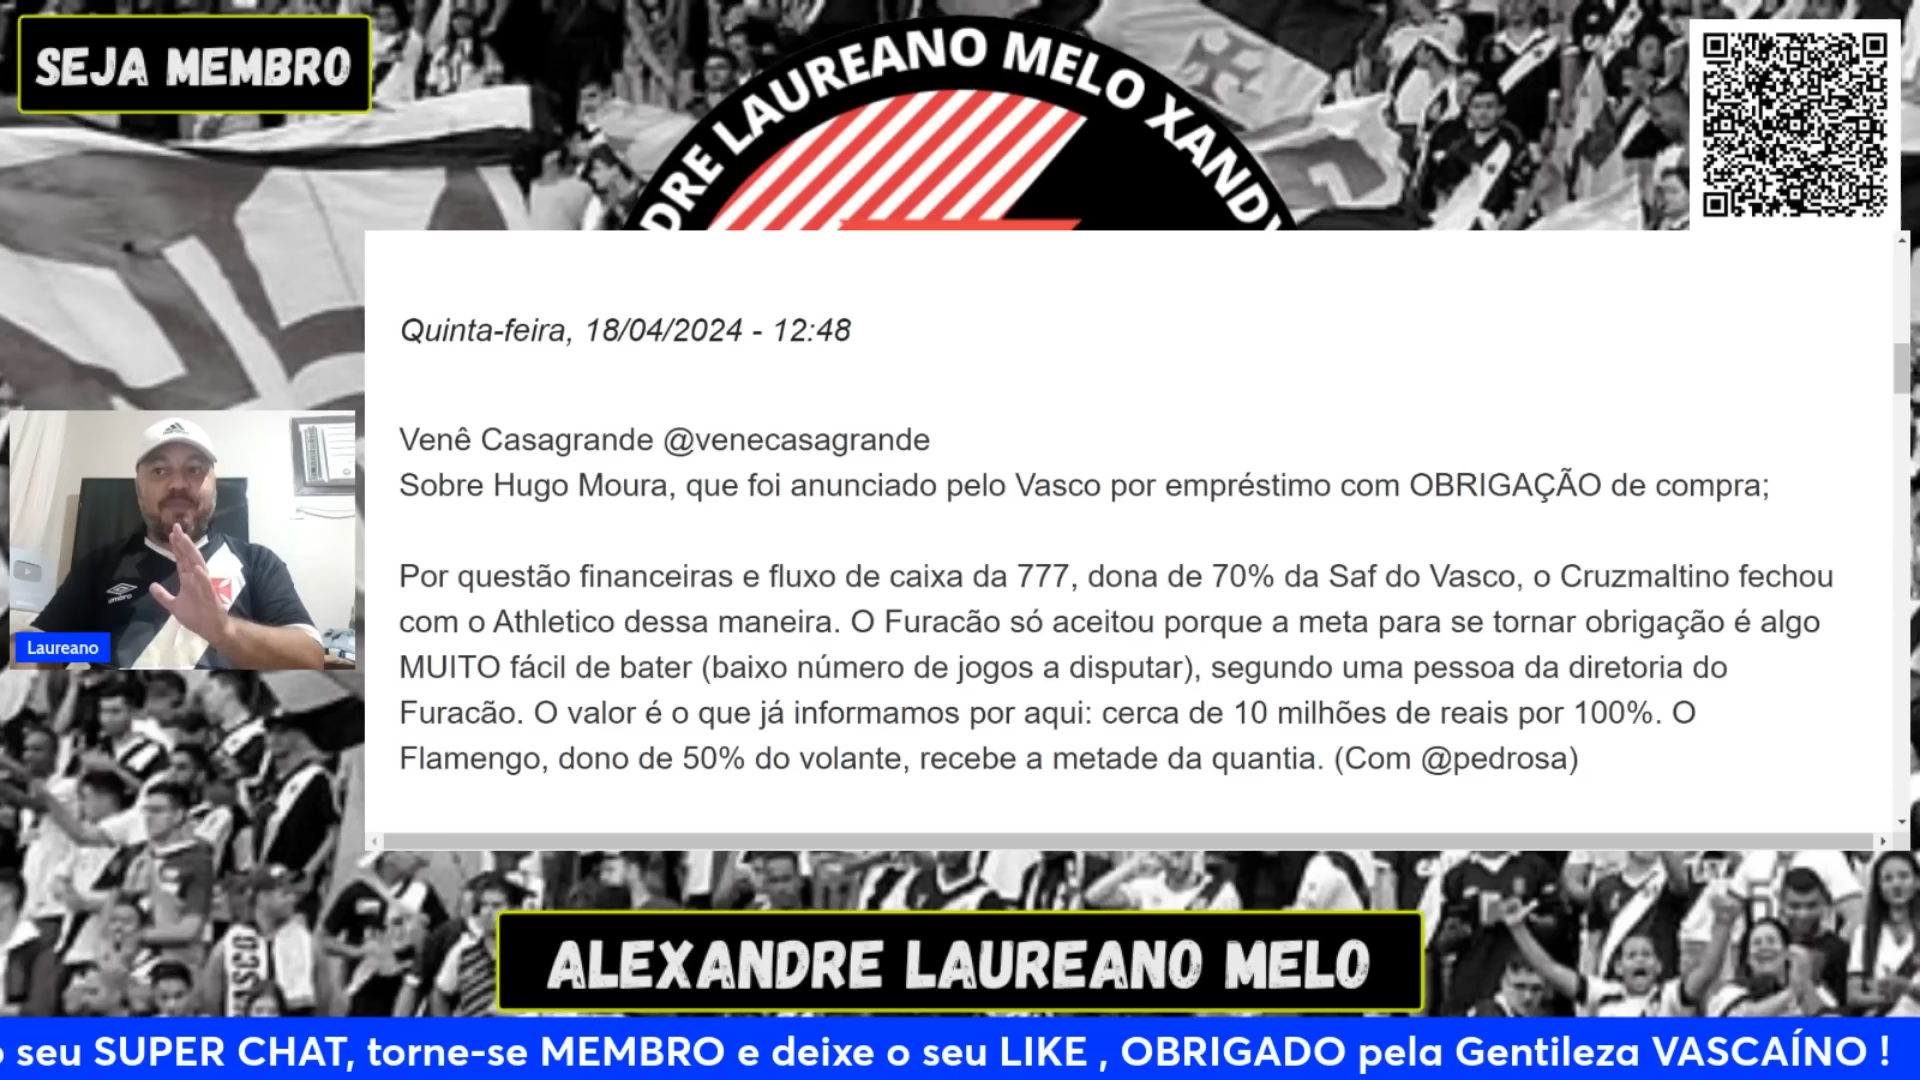 SEJA MEMBRO
DRE LAUREANO MELO XANDY
Quinta-feira, 18/04/2024 - 12:48
Venê Casagrande @venecasagrande
Sobre Hugo Moura, que foi anunciado pelo Vasco por empréstimo com OBRIGAÇÃO de compra;
Por questão financeiras e fluxo de caixa da 777, dona de 70% da Saf do Vasco, o Cruzmaltino fechou
com o Athletico dessa maneira. O Furacão só aceitou porque a meta para se tornar obrigação é algo
MUITO fácil de bater (baixo número de jogos a disputar), segundo uma pessoa da diretoria do
Furacão. O valor é o que já informamos por aqui: cerca de 10 milhões de reais por 100%. O
Flamengo, dono de 50% do volante, recebe a metade da quantia. (Com @pedrosa)
umbro
Laureano
VASCO
ALEXANDRE LAUREANO MELO
o seu SUPER CHAT, torne-se MEMBRO e deixe o seu LIKE , OBRIGADO pela Gentileza VASCAÍNO !